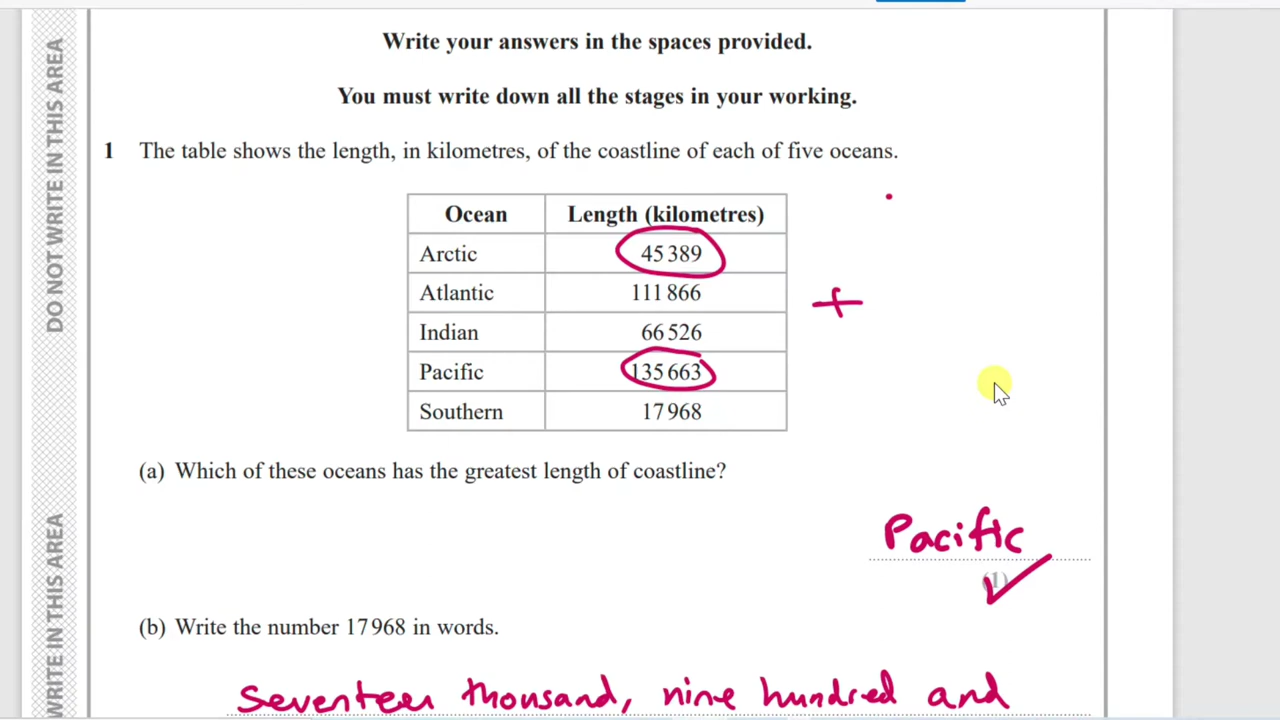 Write your answers in the spaces provided.
You must write down all the stages in your working.
1 The table shows the length, in kilometres, of the coastline of each of five oceans.
Ocean Length (kilometres)
Arctic 45 389
Atlantic 111 866
+
Indian 66 526
Pacific 135 663
Southern 17 968
(a) Which of these oceans has the greatest length of coastline?
Pacific
(1)
(b) Write the number 17 968 in words.
Seventeen thousand, nine hundred and
DO NOT WRITE IN THIS AREA
WRITE IN THIS AREA